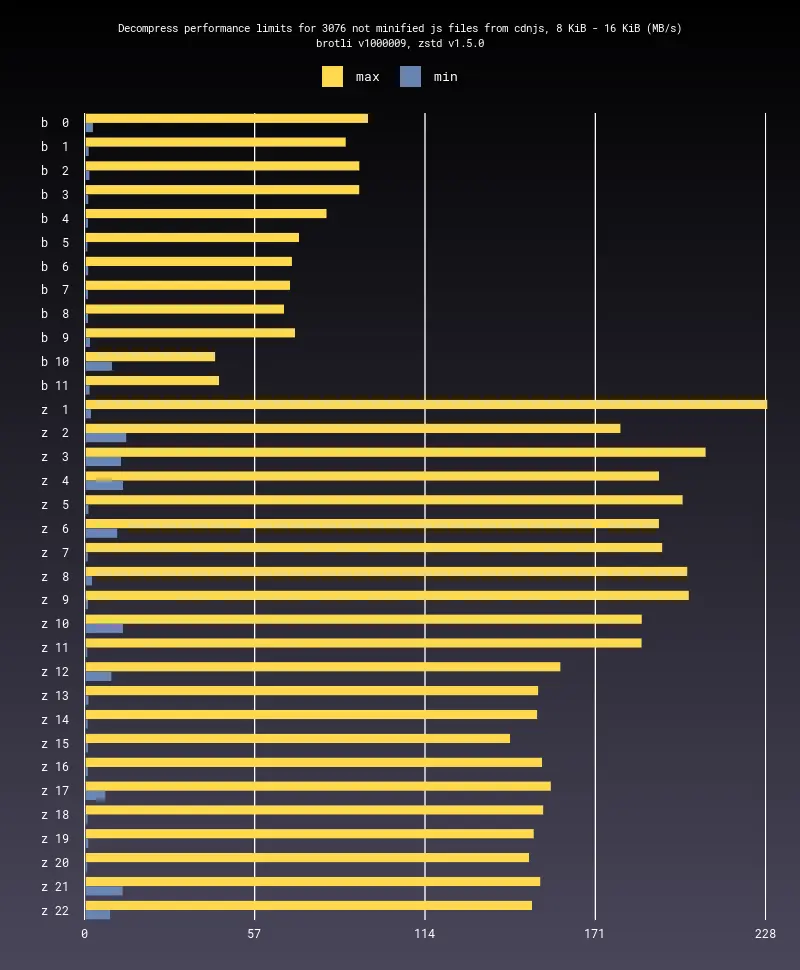 Decompress performance limits for 3076 not minified js files from cdnjs, 8 KiB - 16 KiB (MB/s)
brotli v1000009, zstd v1.5.0
max min
b 0
b 1
b 2
b 3
b 4
b 5
b 6
b 7
b 8
b 9
b 10
b 11
z 1
z 2
z 3
z 4
z 5
z 6
z 7
z 8
z 9
z 10
z 11
z 12
z 13
z 14
z 15
z 16
z 17
z 18
z 19
z 20
z 21
z 22
0 57 114 171 228